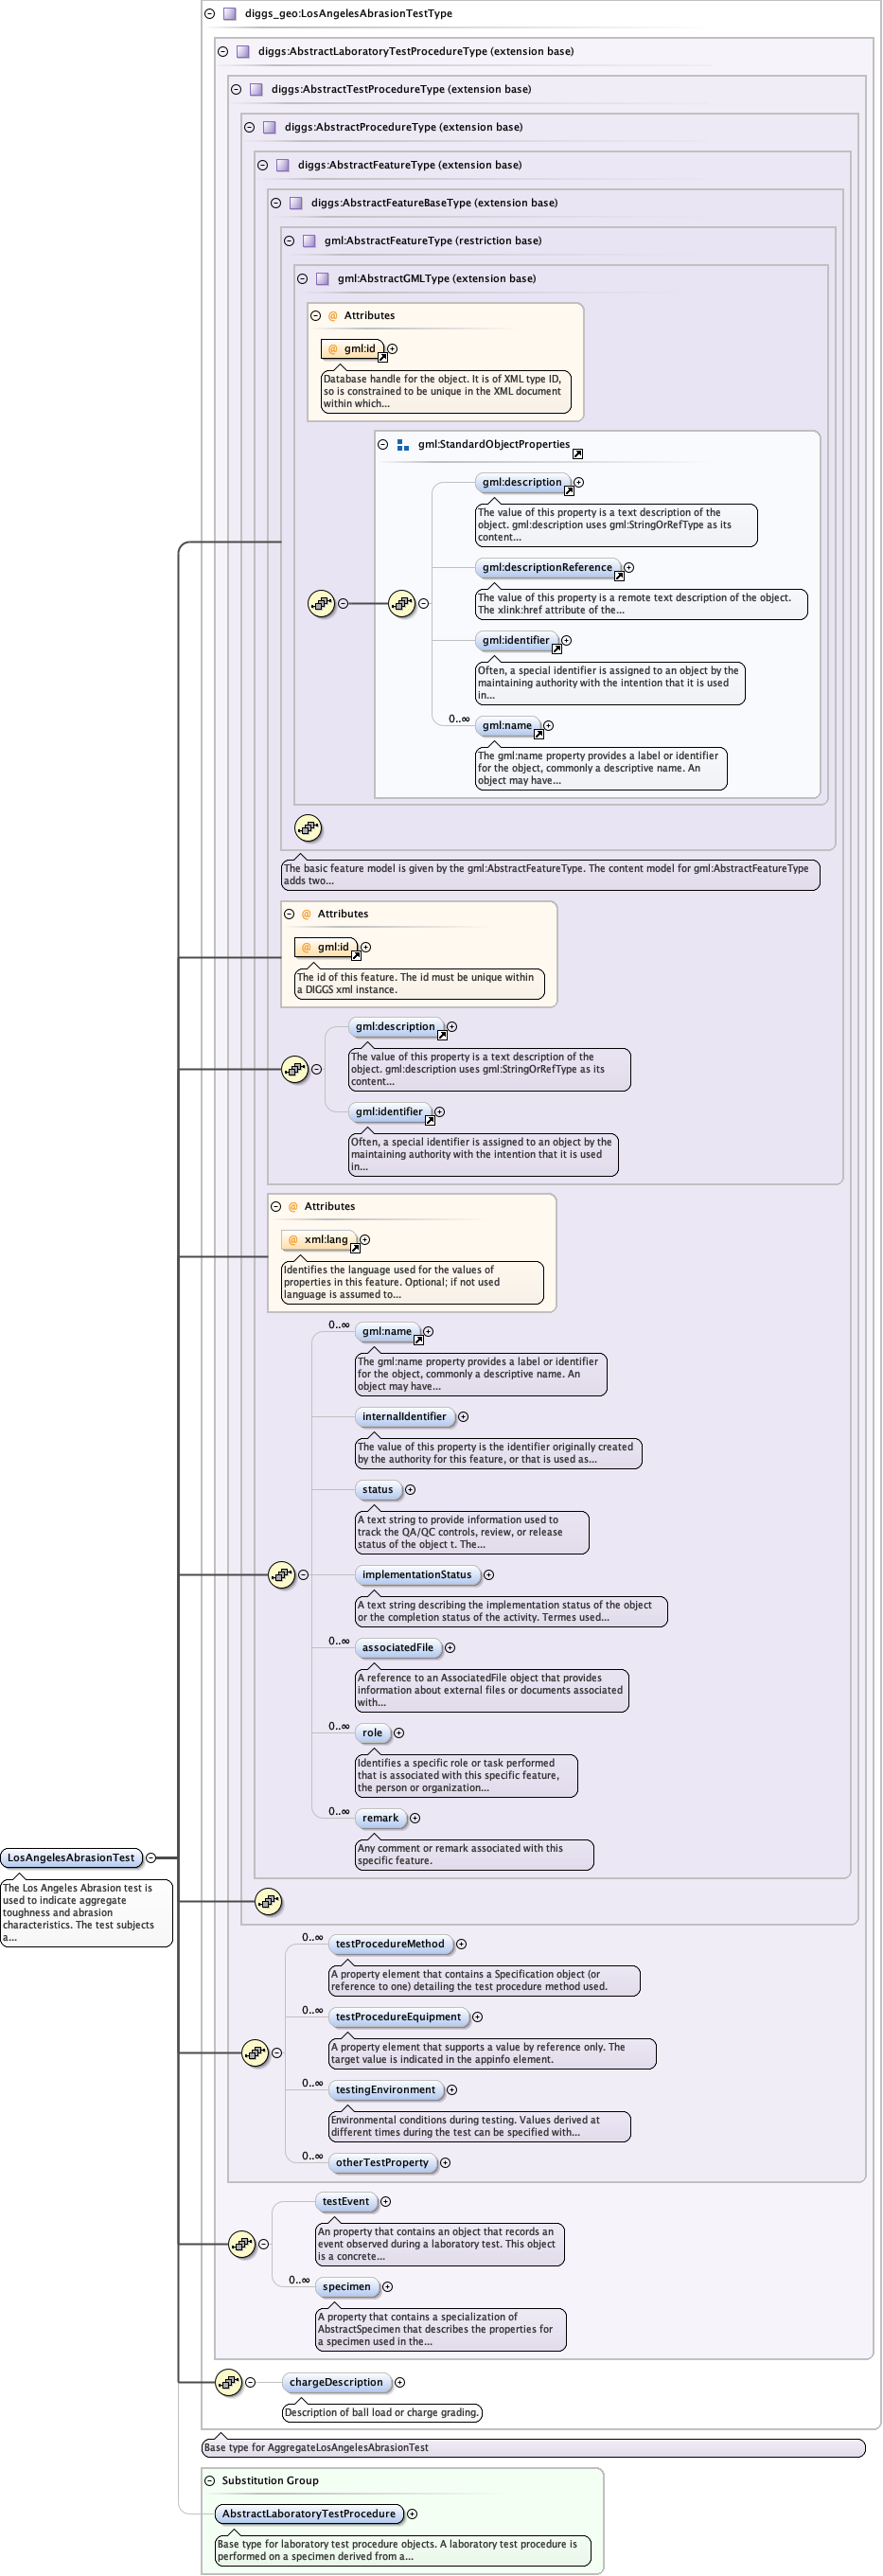 diggs_geo:LosAngelesAbrasionTestType
diggs:AbstractLaboratoryTestProcedureType (extension base)
diggs:AbstractTestProcedureType (extension base)
diggs:AbstractProcedureType (extension base)
diggs:AbstractFeatureType (extension base)
diggs:AbstractFeatureBaseType (extension base)
gml:AbstractFeatureType (restriction base)
gml:AbstractGMLType (extension base)
@ Attributes
@ gml:id
Database handle for the object. It is of XML type ID,
so is constrained to be unique in the XML document
within which...
gml:StandardObjectProperties
gml:description
The value of this property is a text description of the
object. gml:description uses gml:StringOrRefType as its
content...
gml:descriptionReference
The value of this property is a remote text description of the object.
The xlink:href attribute of the...
gml:identifier
Often, a special identifier is assigned to an object by the
maintaining authority with the intention that it is used
in...
0..∞
gml:name
The gml:name property provides a label or identifier
for the object, commonly a descriptive name. An
object may have...
The basic feature model is given by the gml:AbstractFeatureType. The content model for gml:AbstractFeatureType
adds two...
@ Attributes
@ gml:id
The id of this feature. The id must be unique within
a DIGGS xml instance.
gml:description
The value of this property is a text description of the
object. gml:description uses gml:StringOrRefType as its
content...
gml:identifier
Often, a special identifier is assigned to an object by the
maintaining authority with the intention that it is used
in...
@ Attributes
@ xml:lang
Identifies the language used for the values of
properties in this feature. Optional; if not used
language is assumed to...
0..∞
gml:name
The gml:name property provides a label or identifier
for the object, commonly a descriptive name. An
object may have...
internalIdentifier
The value of this property is the identifier originally created
by the authority for this feature, or that is used as...
status
A text string to provide information used to
track the QA/QC controls, review, or release
status of the object t. The...
implementationStatus
A text string describing the implementation status of the object
or the completion status of the activity. Termes used...
0..∞
associatedFile
A reference to an AssociatedFile object that provides
information about external files or documents associated
with...
0..∞
role
Identifies a specific role or task performed
that is associated with this specific feature,
the person or organization...
0..∞
remark
Any comment or remark associated with this
specific feature.
LosAngelesAbrasionTest
The Los Angeles Abrasion test is
used to indicate aggregate
toughness and abrasion
characteristics. The test subjects
a...
0..∞
testProcedureMethod
A property element that contains a Specification object (or
reference to one) detailing the test procedure method used.
0..∞
testProcedureEquipment
A property element that supports a value by reference only. The
target value is indicated in the appinfo element.
0..∞
testingEnvironment
Environmental conditions during testing. Values derived at
different times during the test can be specified with...
0..∞
otherTestProperty
testEvent
An property that contains an object that records an
event observed during a laboratory test. This object
is a concrete...
0..∞
specimen
A property that contains a specialization of
AbstractSpecimen that describes the properties for
a specimen used in the...
chargeDescription
Description of ball load or charge grading.
Base type for AggregateLosAngelesAbrasionTest
Substitution Group
AbstractLaboratoryTestProcedure
Base type for laboratory test procedure objects. A laboratory test procedure is
performed on a specimen derived from a...